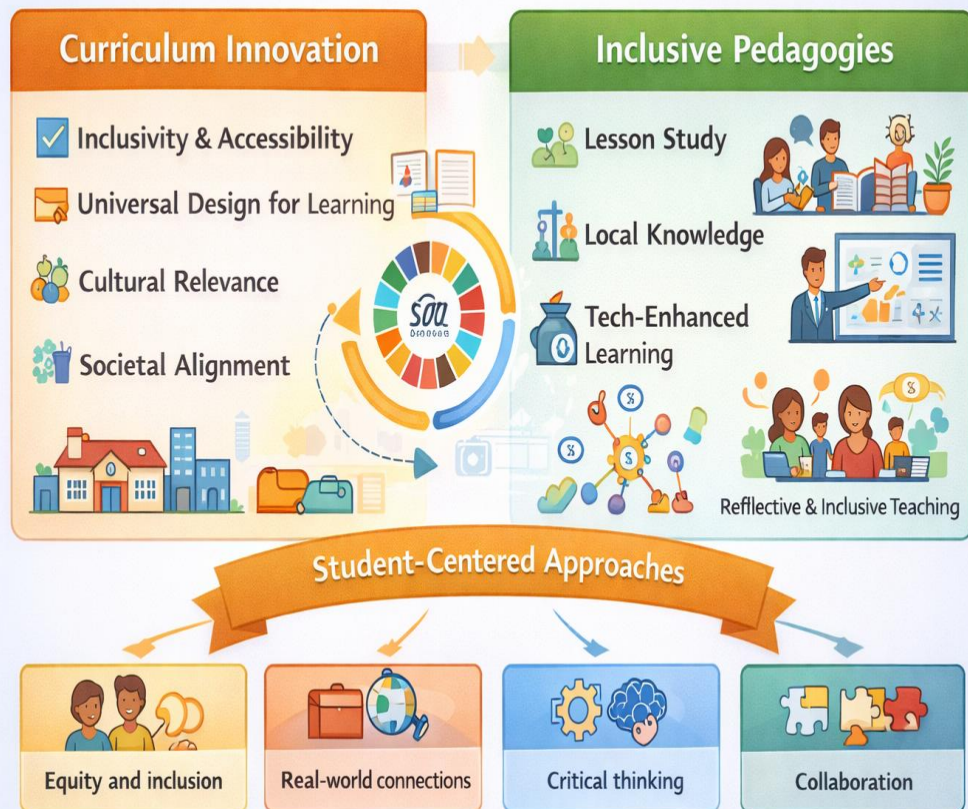 Curriculum Innovation
Inclusivity & Accessibility
Universal Design for Learning
Cultural Relevance
Societal Alignment
Inclusive Pedagogies
Lesson Study
Local Knowledge
Tech-Enhanced
Learning
Refflective & Inclusive Teaching
Student-Centered Approaches
Equity and inclusion
Real-world connections
Critical thinking
Collaboration